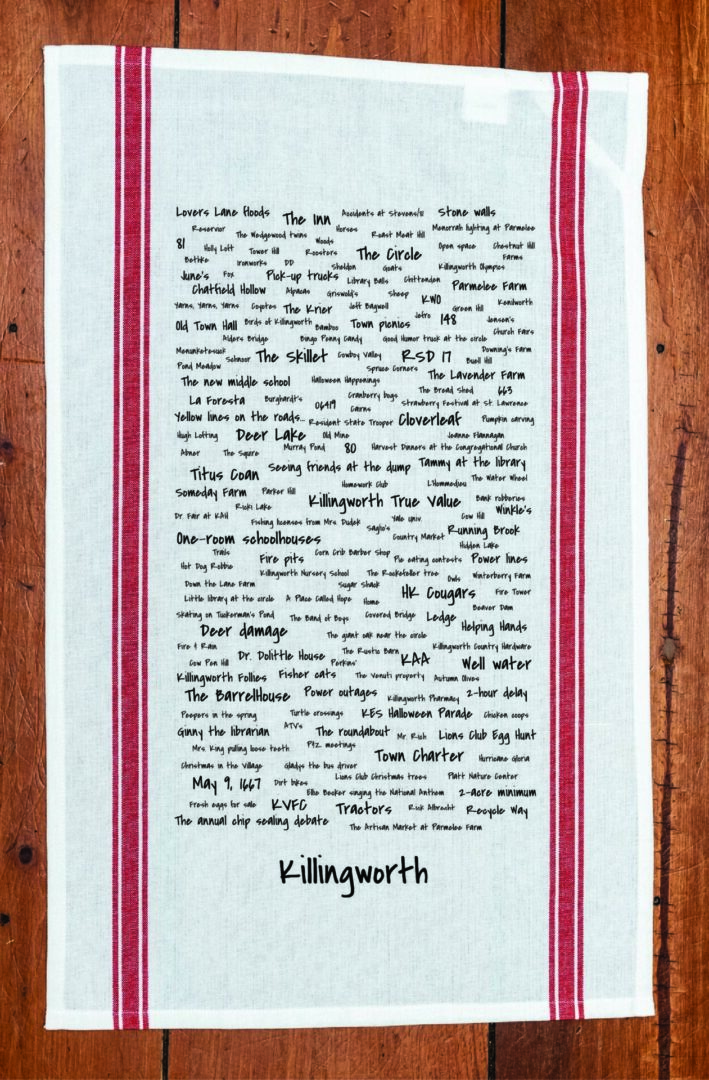 Lovers Lane floods The Inn Accidents at Stevens/81 Stone walls
Reservoir The Wedgewood twins Horses Roast Meat Hill Menorah lighting at Parmelee
81 Holly Loft Tower Hill Woods Roosters The Circle Open space Chestnut Hill Farms
Bethke Ironworks DD Sheldon Goats Killingworth Olympics
June's Fox Pick-up trucks Library Balls Chittenden Parmelee Farm
Chatfield Hollow Alpacas Griswold's Sheep KWO Kenilworth
Yarns, Yarns, Yarns Coyotes The Krier Jeff Bagwell Jetro Green Hill
Old Town Hall Birds of Killingworth Bamboo Town picnics 148 Jensen's
Alders Bridge Bingo Penny Candy Good Humor truck at the circle Church Fairs
Menunketesuck Schnoor The Skillet Cowboy Valley RSD 17 Buell Hill Downing's Farm
Pond Meadow Spruce Corners The Lavender Farm
The new middle school Halloween Happenings The Bread Shed 663
La Foresta Burghardt's 06419 Cranberry bogs Cairns Strawberry Festival at St. Lawrence
Yellow lines on the roads... Resident State Trooper Cloverleaf Pumpkin carving
Hugh Lofting Deer Lake Old Mine Jeanne Flannagan
Abner The Squire Murray Pond 80 Harvest Dinners at the Congregational Church
Titus Coan Seeing friends at the dump Tammy at the library
Homework Club L'Hommedieu The Water Wheel
Someday Farm Parker Hill Killingworth True Value Bank robberies
Dr. Fair at KAH Ricki Lake Yale univ. Cow Hill Winkle's
Fishing licenses from Mrs. Dudek Saglio's Running Brook
One-room schoolhouses Country Market Hidden Lake
Trails Fire pits Corn Crib Barber Shop Pie eating contests Power lines
Hot Dog Robbie Killingworth Nursery School The Rockefeller tree Owls Winterberry Farm
Down the Lane Farm Sugar Shack HK Cougars Fire Tower
Little library at the circle A Place Called Hope Home Beaver Dam
Skating on Tuckerman's Pond The Band of Boys Covered Bridge Ledge Helping Hands
Deer damage The giant oak near the circle
Fire & Rain Dr. Dolittle House The Rustic Barn Killingworth Country Hardware
Cow Pen Hill Perkins' KAA Well water
Killingworth Follies Fisher cats The Venuti property Autumn Olives
The BarrelHouse Power outages Killingworth Pharmacy 2-hour delay
Peepers in the spring Turtle crossings KES Halloween Parade Chicken coops
Ginny the librarian ATV's The roundabout Mr. Rich Lions Club Egg Hunt
Mrs. King pulling loose teeth P&Z meetings Town Charter Hurricane Gloria
Christmas in the Village Gladys the bus driver
May 9, 1667 Dirt bikes Lions Club Christmas trees Platt Nature Center
Ellie Becker singing the National Anthem 2-acre minimum
Fresh eggs for sale KVFC Tractors Rick Albrecht Recycle Way
The annual chip sealing debate The Artisan Market at Parmelee Farm
Killingworth